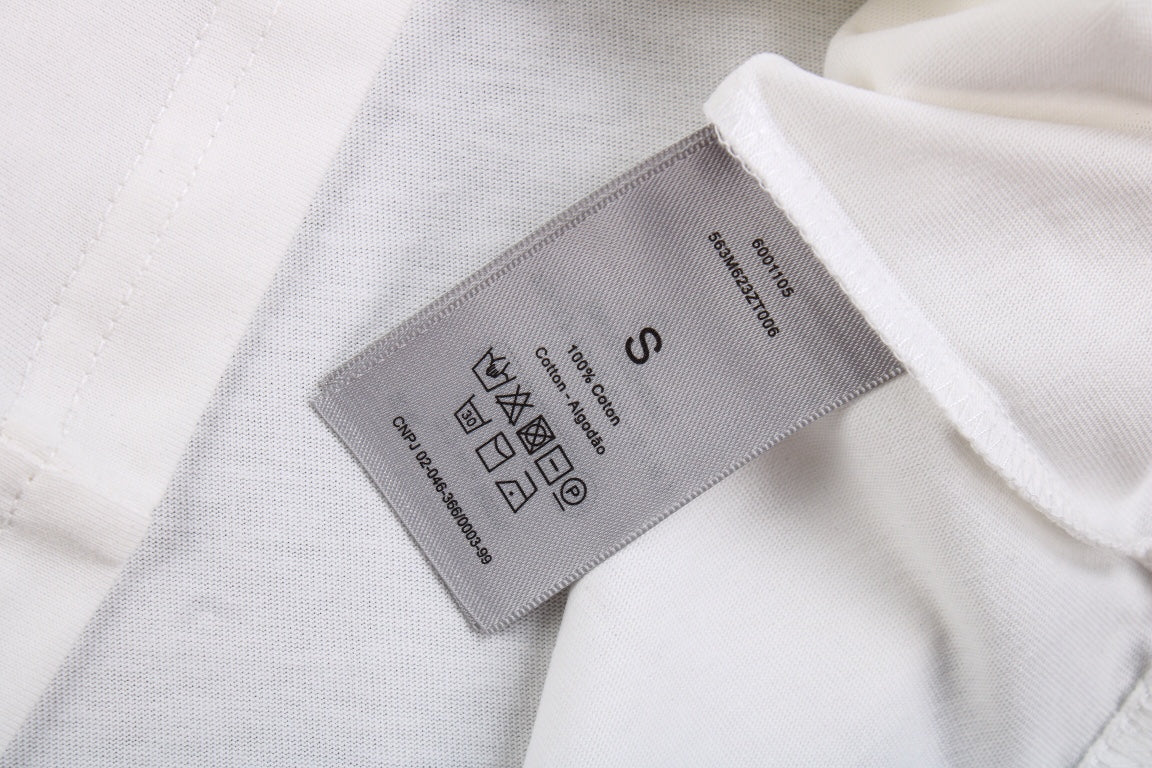 6001105
563M623ZT006
S
100% Coton
Cotton - Algodão
P
30
CNPJ 02-046-366/0003-99